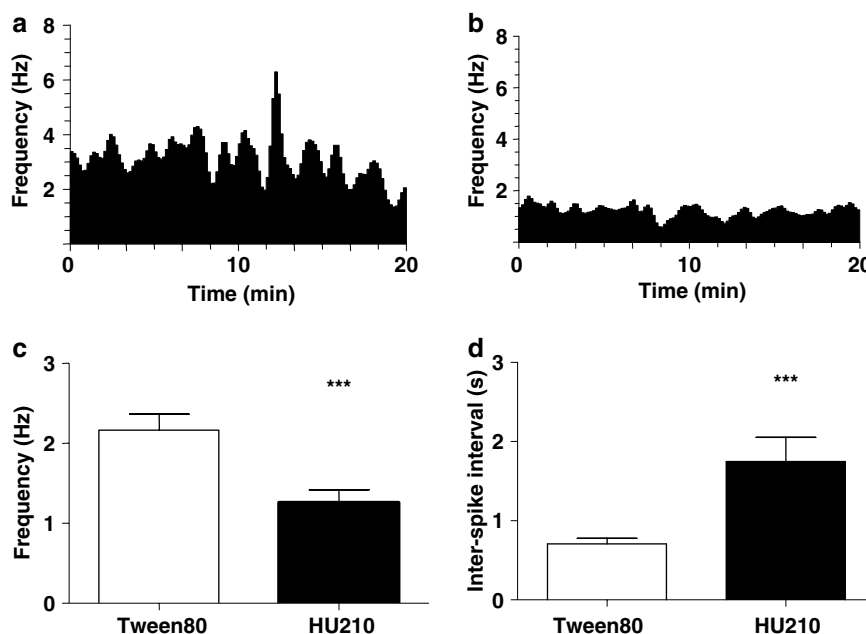 a
8
6
4
2
Frequency (Hz)
0 10 20
Time (min)
b
8
6
4
2
Frequency (Hz)
0 10 20
Time (min)
c
3
2
1
0
Frequency (Hz)
***
Tween80 HU210
d
3
2
1
0
Inter-spike interval (s)
***
Tween80 HU210